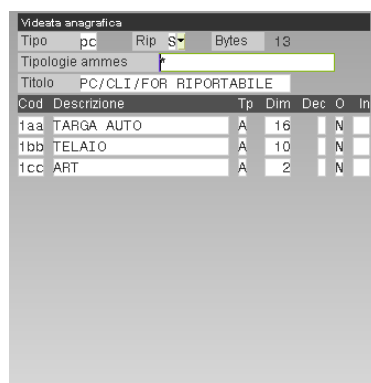 Videata anagrafica
Tipo pc Rip S Bytes 13
Tipologie ammes *
Titolo PC/CLI/FOR RIPORTABILE
Cod Descrizione Tp Dim Dec O In
1aa TARGA AUTO A 16 N
1bb TELAIO A 10 N
1cc ART A 2 N